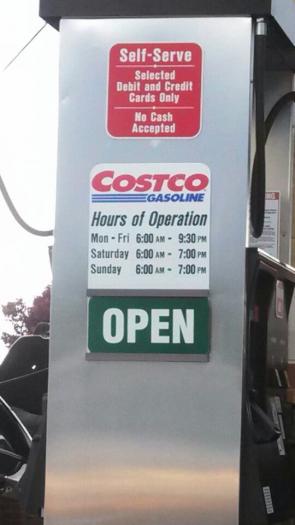 Self-Serve
Selected
Debit and Credit
Cards Only
No Cash
Accepted
COSTCO
GASOLINE
Hours of Operation
Mon - Fri 6:00 AM - 9:30 PM
Saturday 6:00 AM - 7:00 PM
Sunday 6:00 AM - 7:00 PM
OPEN